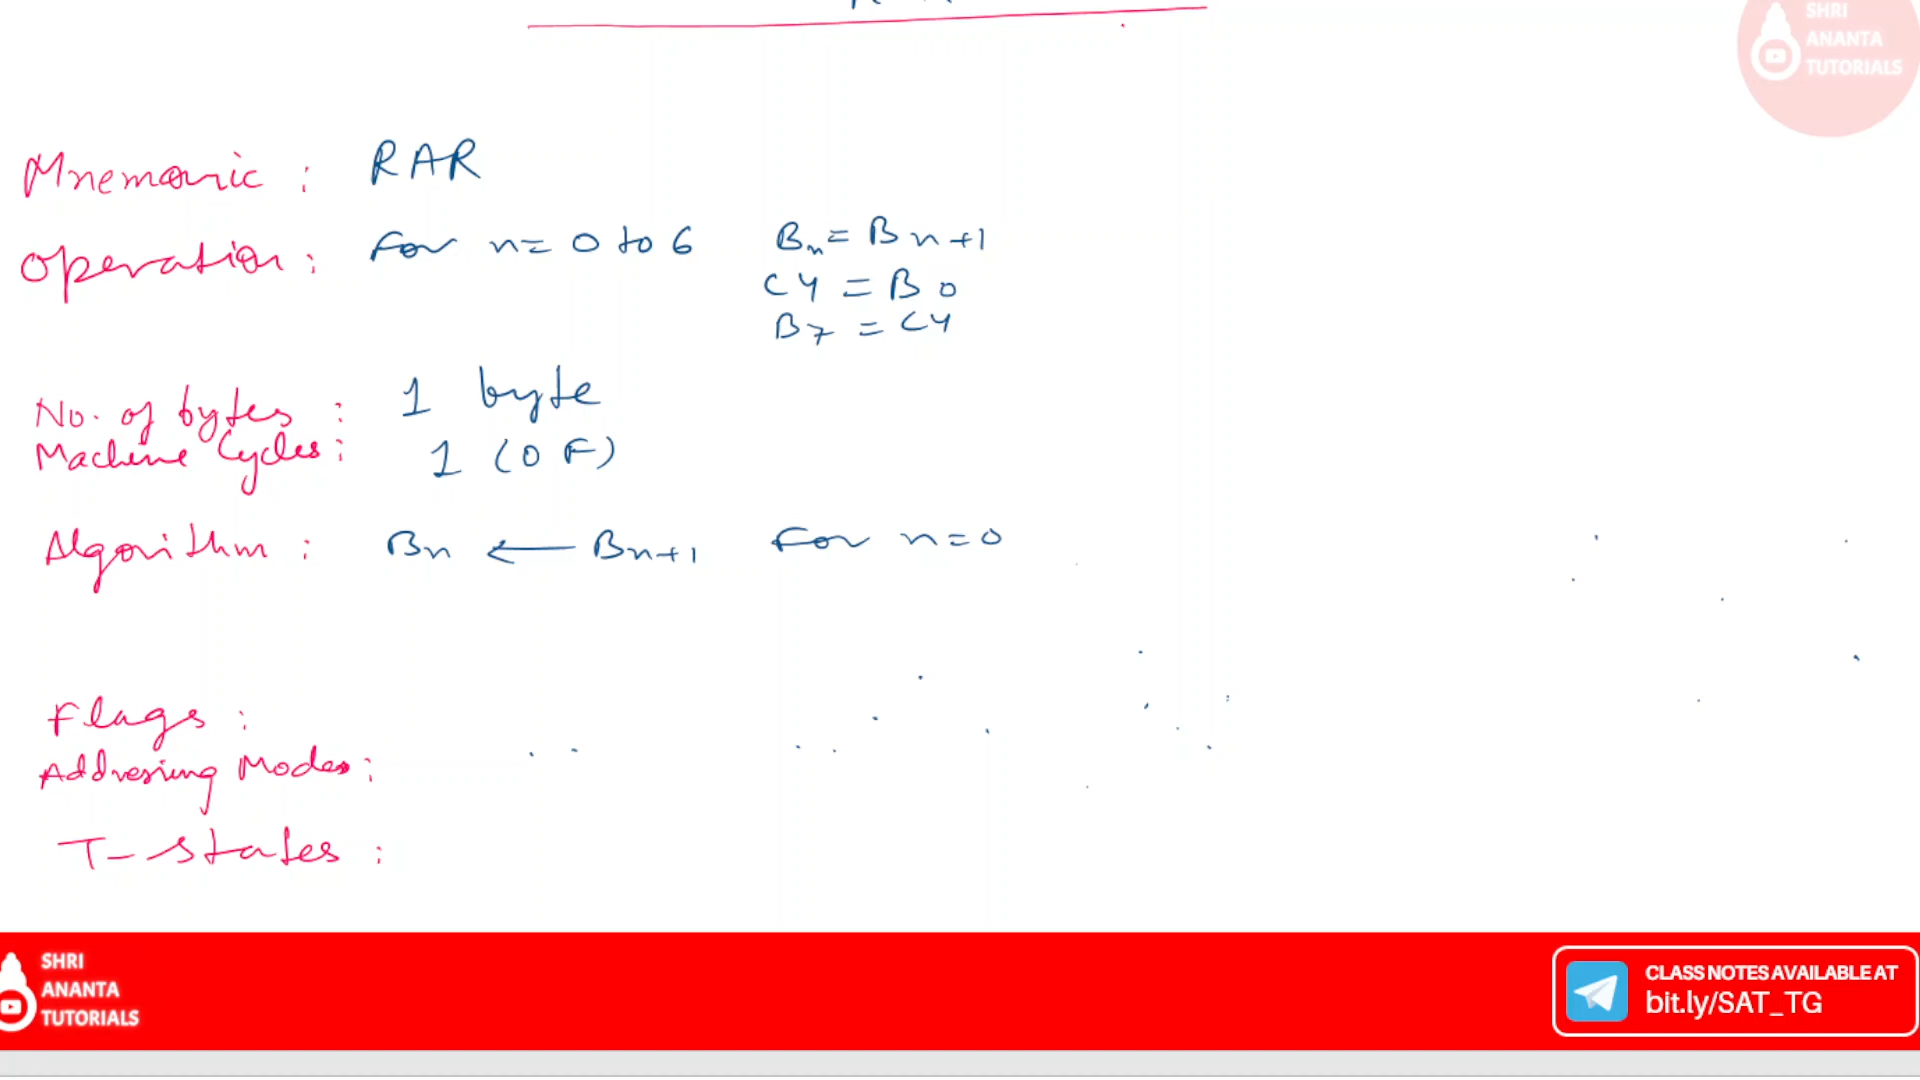 SHRI
ANANTA
TUTORIALS
Mnemonic : RAR
Operation : For n= 0 to 6 Bn = Bn+1
CY = B0
B7 = CY
No. of bytes : 1 byte
Machine Cycles : 1 (OF)
Algorithm : Bn ← Bn+1 For n=0
Flags :
Addresing Modes :
T-states :
SHRI
ANANTA
TUTORIALS
CLASS NOTES AVAILABLE AT
bit.ly/SAT_TG